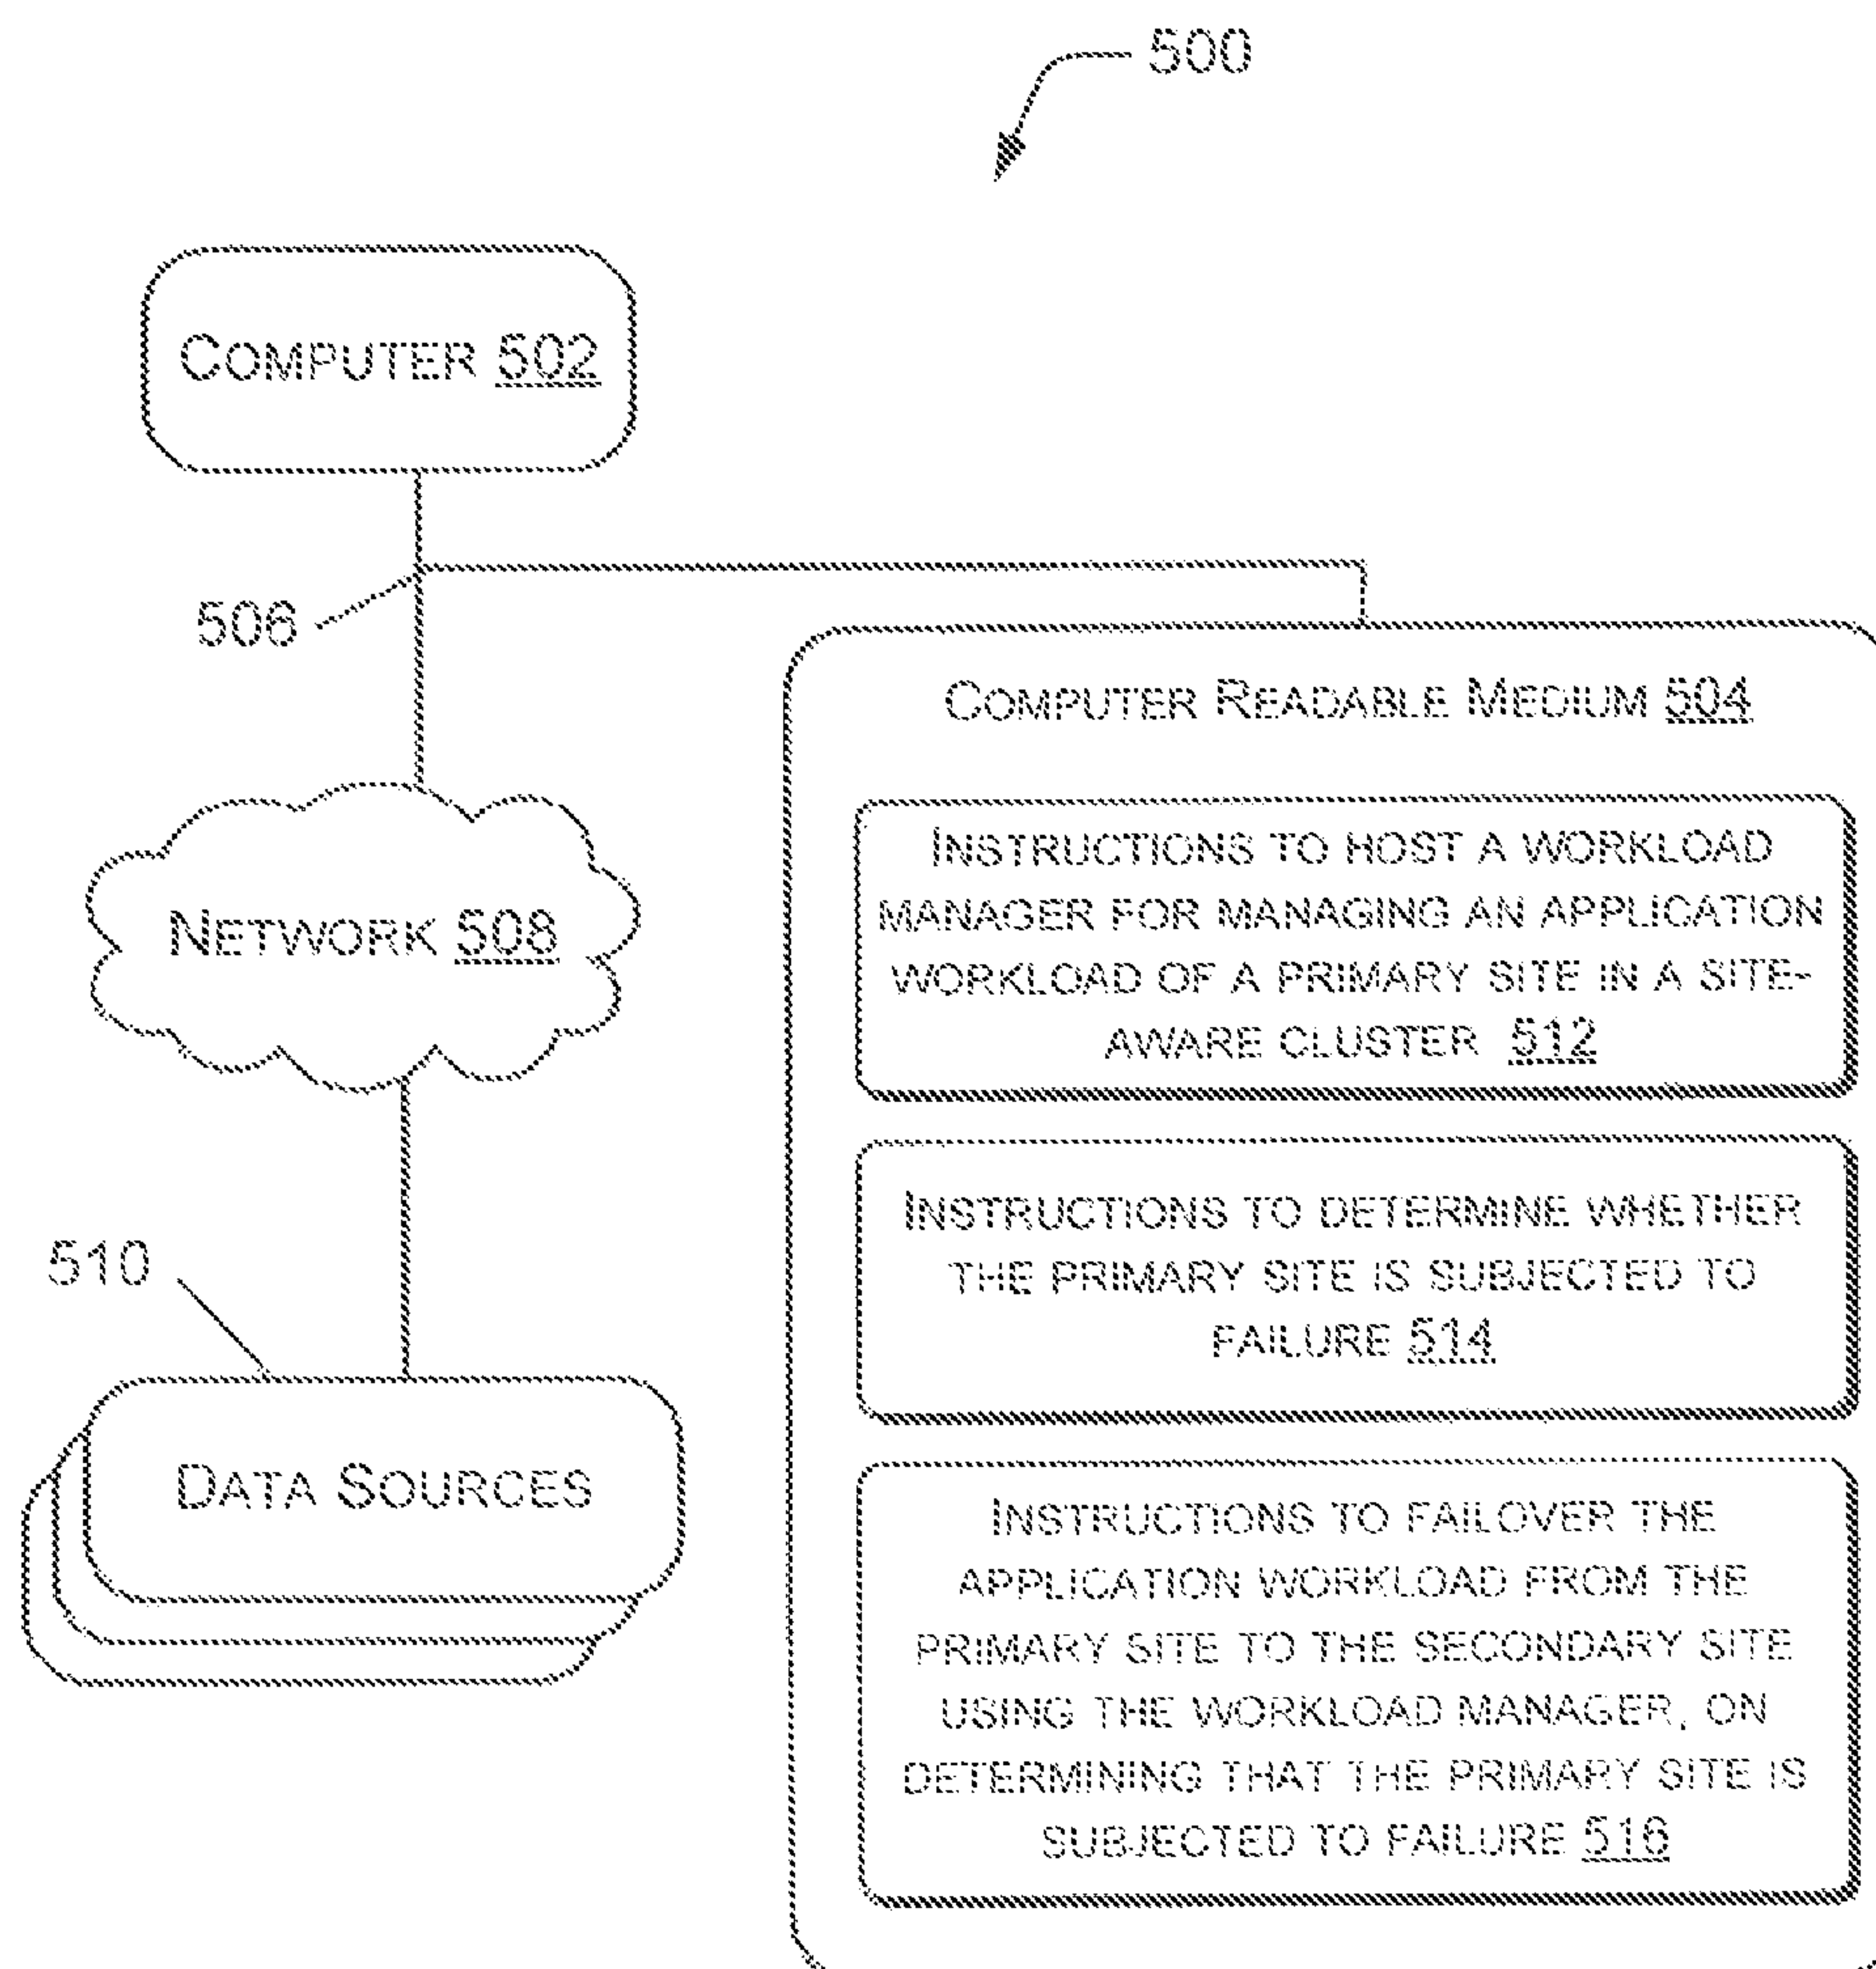 500
COMPUTER 502
506
COMPUTER READABLE MEDIUM 504
INSTRUCTIONS TO HOST A WORKLOAD
MANAGER FOR MANAGING AN APPLICATION
WORKLOAD OF A PRIMARY SITE IN A SITE-
AWARE CLUSTER 512
NETWORK 508
INSTRUCTIONS TO DETERMINE WHETHER
THE PRIMARY SITE IS SUBJECTED TO
FAILURE 514
510
DATA SOURCES
INSTRUCTIONS TO FAILOVER THE
APPLICATION WORKLOAD FROM THE
PRIMARY SITE TO THE SECONDARY SITE
USING THE WORKLOAD MANAGER, ON
DETERMINING THAT THE PRIMARY SITE IS
SUBJECTED TO FAILURE 516